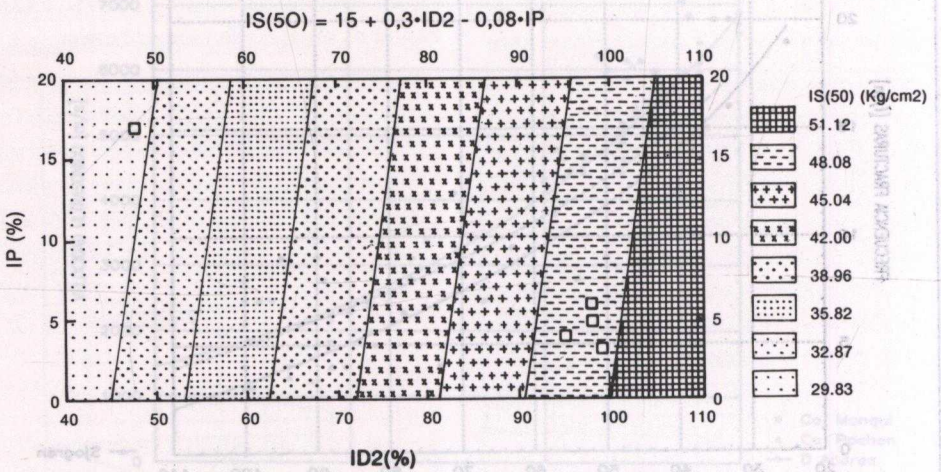 IS(50) = 15 + 0,3•ID2 - 0,08•IP
40 50 60 70 80 90 100 110
IS(50) (Kg/cm2)
51.12
48.08
45.04
42.00
38.96
35.82
32.87
29.83
IP (%)
20 20
15 15
10 10
5 5
0 0
40 50 60 70 80 90 100 110
ID2(%)